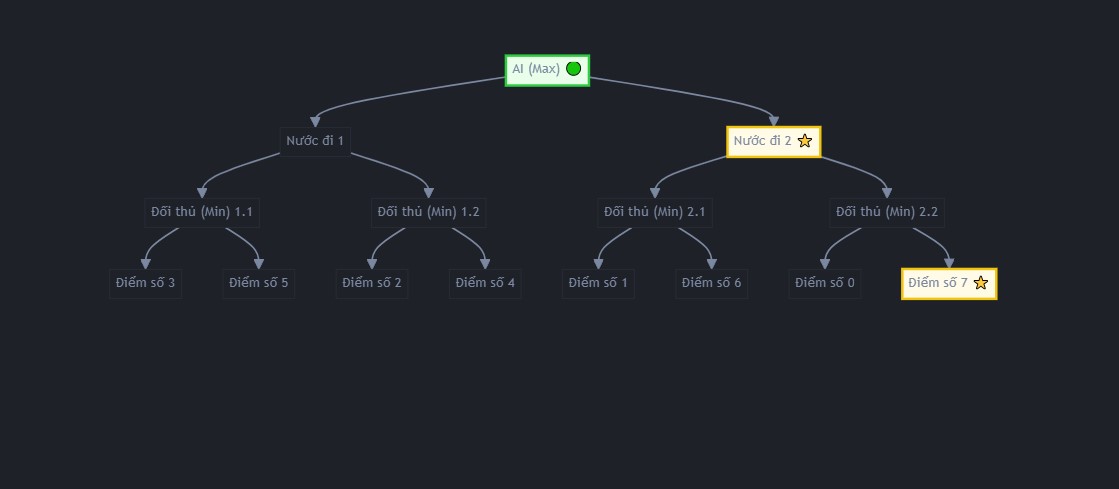 AI (Max)
Nước đi 1
Nước đi 2
Đối thủ (Min) 1.1
Đối thủ (Min) 1.2
Đối thủ (Min) 2.1
Đối thủ (Min) 2.2
Điểm số 3
Điểm số 5
Điểm số 2
Điểm số 4
Điểm số 1
Điểm số 6
Điểm số 0
Điểm số 7